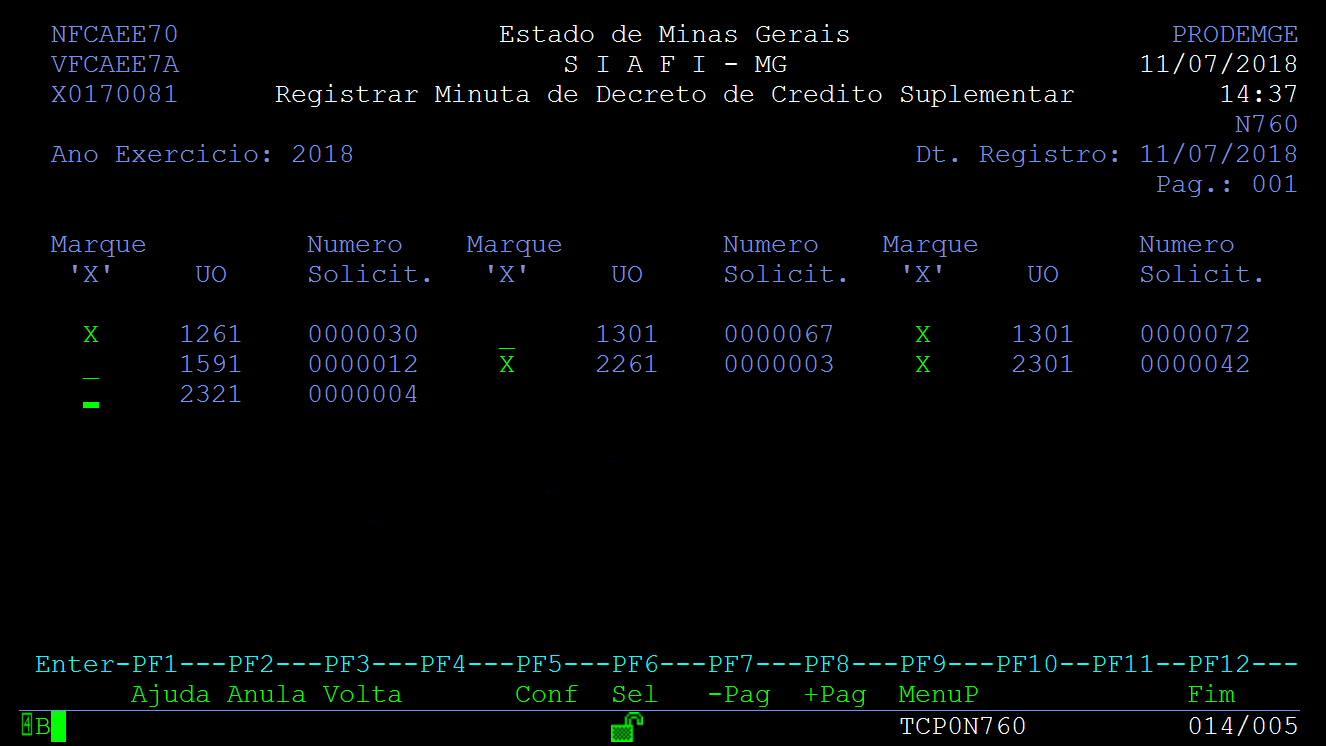 NFCAEE70 Estado de Minas Gerais PRODEMGE
VFCAEE7A S I A F I - MG 11/07/2018
X0170081 Registrar Minuta de Decreto de Credito Suplementar 14:37
N760
Ano Exercicio: 2018 Dt. Registro: 11/07/2018
Pag.: 001
Marque Numero Marque Numero Marque Numero
'X' UO Solicit. 'X' UO Solicit. 'X' UO Solicit.
X 1261 0000030 _ 1301 0000067 X 1301 0000072
_ 1591 0000012 X 2261 0000003 X 2301 0000042
_ 2321 0000004
Enter-PF1---PF2---PF3---PF4---PF5---PF6---PF7---PF8---PF9---PF10--PF11--PF12---
Ajuda Anula Volta Conf Sel -Pag +Pag MenuP Fim
4B TCP0N760 014/005